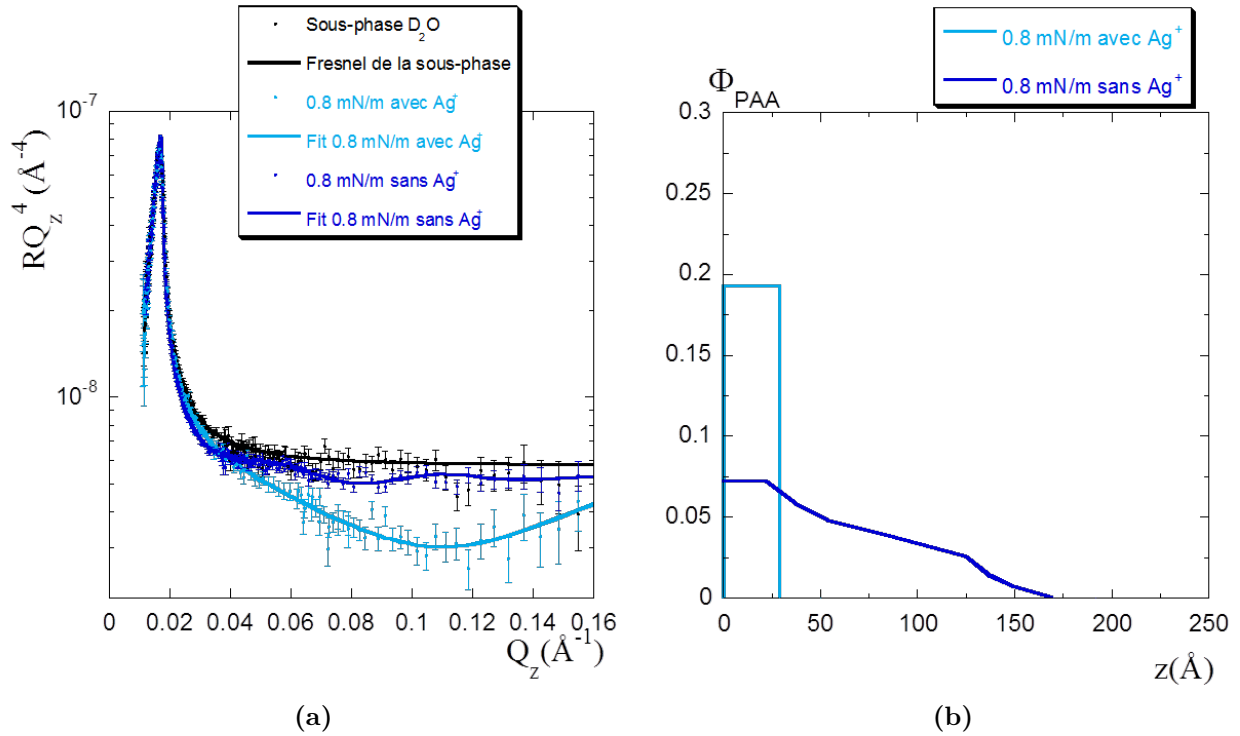 Sous-phase D₂O
Fresnel de la sous-phase
0.8 mN/m avec Ag⁺
Fit 0.8 mN/m avec Ag⁺
0.8 mN/m sans Ag⁺
Fit 0.8 mN/m sans Ag⁺
10⁻⁷
10⁻⁸
RQ_z⁴ (Å⁻⁴)
0 0.02 0.04 0.06 0.08 0.1 0.12 0.14 0.16
Q_z(Å⁻¹)
(a)
0.8 mN/m avec Ag⁺
0.8 mN/m sans Ag⁺
Φ_PAA
0.3
0.25
0.2
0.15
0.1
0.05
0
0 50 100 150 200 250
z(Å)
(b)